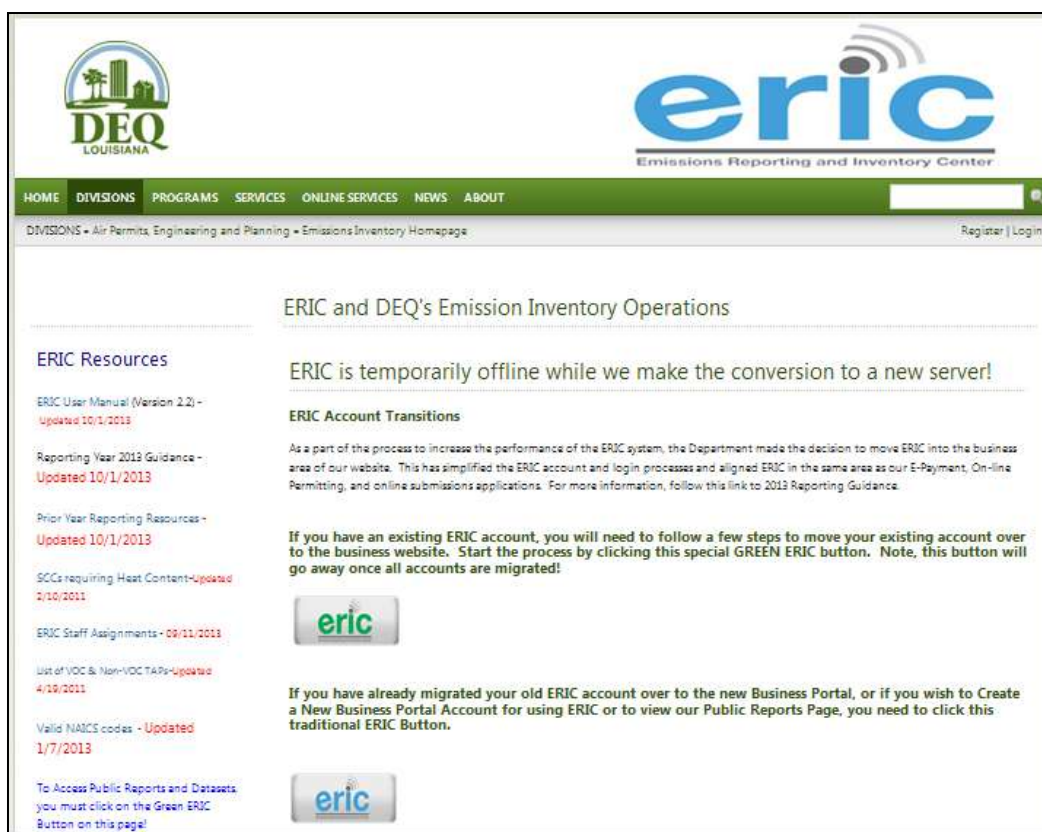 DEQ
LOUISIANA
eric
Emissions Reporting and Inventory Center
HOME DIVISIONS PROGRAMS SERVICES ONLINE SERVICES NEWS ABOUT
DIVISIONS • Air Permits, Engineering and Planning • Emissions Inventory Homepage
Register | Login
ERIC and DEQ's Emission Inventory Operations
ERIC Resources
ERIC User Manual (Version 2.2) -
Updated 10/1/2013
Reporting Year 2013 Guidance -
Updated 10/1/2013
Prior Year Reporting Resources -
Updated 10/1/2013
SCCs requiring Heat Content-Updated
2/10/2011
ERIC Staff Assignments - 09/11/2013
List of VOC & Non-VOC TAPs-Updated
4/19/2011
Valid NAICS codes - Updated
1/7/2013
To Access Public Reports and Datasets,
you must click on the Green ERIC
Button on this page!
ERIC is temporarily offline while we make the conversion to a new server!
ERIC Account Transitions
As a part of the process to increase the performance of the ERIC system, the Department made the decision to move ERIC into the business
area of our website. This has simplified the ERIC account and login processes and aligned ERIC in the same area as our E-Payment, On-line
Permitting, and online submissions applications. For more information, follow this link to 2013 Reporting Guidance.
If you have an existing ERIC account, you will need to follow a few steps to move your existing account over
to the business website. Start the process by clicking this special GREEN ERIC button. Note, this button will
go away once all accounts are migrated!
eric
If you have already migrated your old ERIC account over to the new Business Portal, or if you wish to Create
a New Business Portal Account for using ERIC or to view our Public Reports Page, you need to click this
traditional ERIC Button.
eric